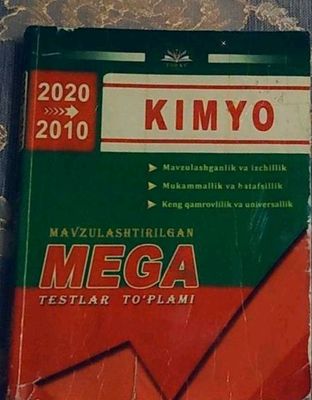 2020
2010
KIMYO
Mavzulashganlik va izchillik
Mukammallik va batafsillik
Keng qamrovlilik va universallik
MAVZULASHTIRILGAN
MEGA
TESTLAR TO'PLAMI